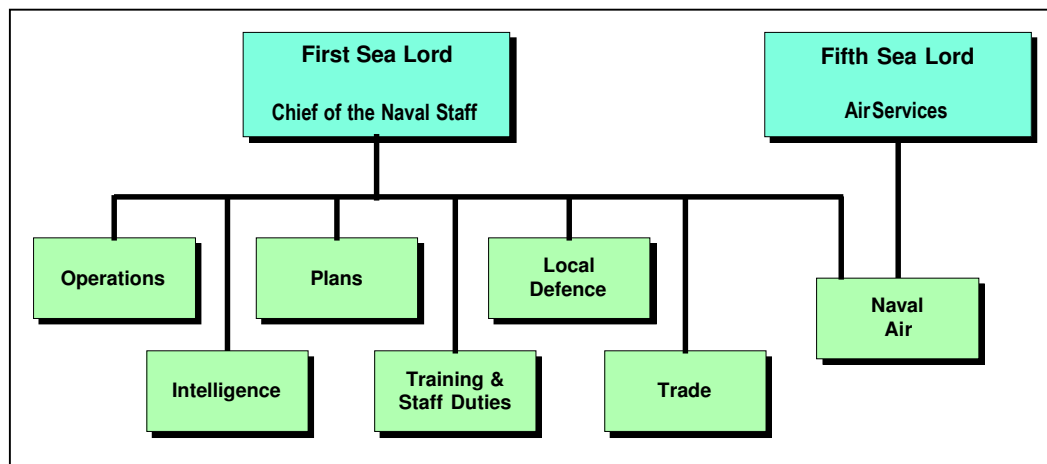 First Sea Lord
Chief of the Naval Staff
Fifth Sea Lord
AirServices
Operations
Plans
Local
Defence
Naval
Air
Intelligence
Training &
Staff Duties
Trade